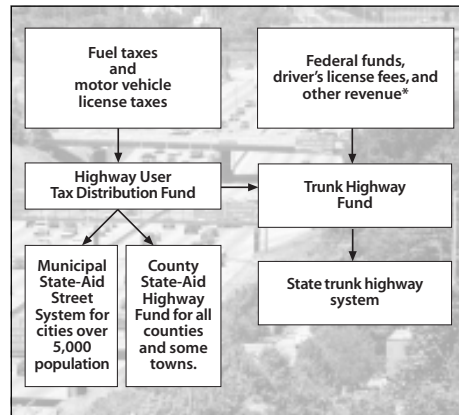 Fuel taxes
and
motor vehicle
license taxes
Federal funds,
driver’s license fees, and
other revenue*
Highway User
Tax Distribution Fund
Trunk Highway
Fund
Municipal
State-Aid
Street
System for
cities over
5,000
population
County
State-Aid
Highway
Fund for all
counties
and some
towns.
State trunk highway
system